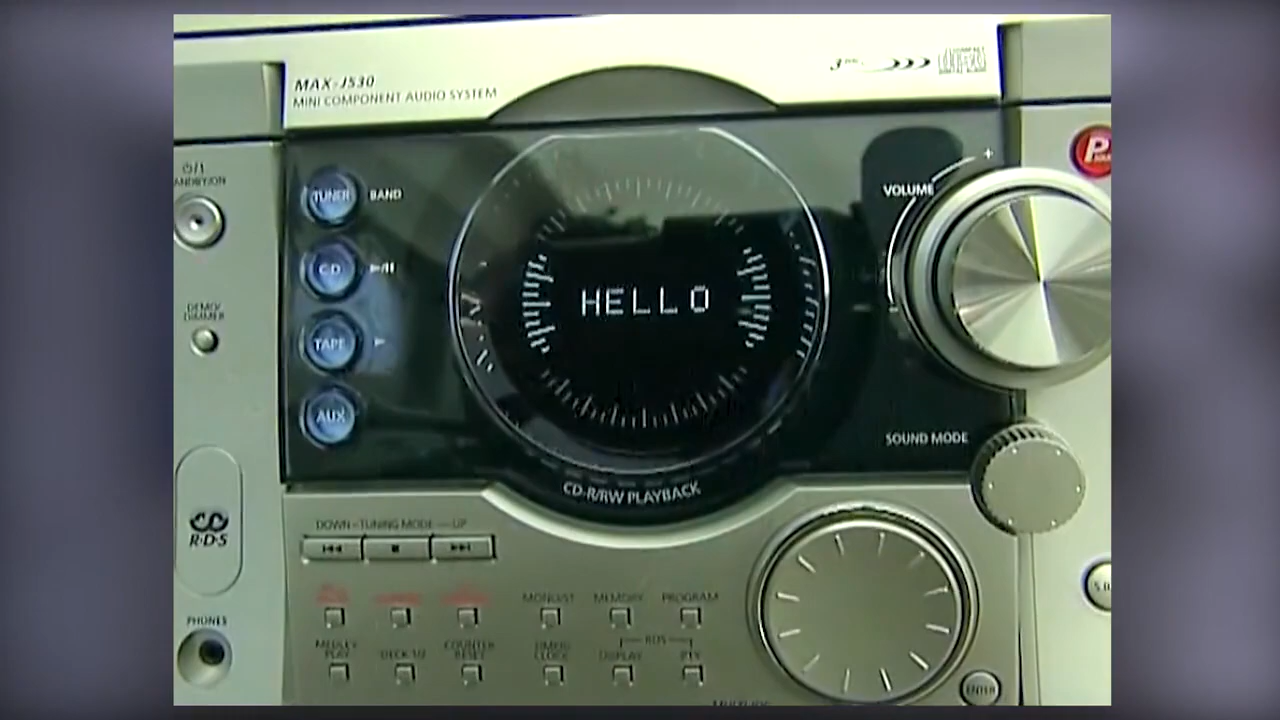 MAX-J530
MINI COMPONENT AUDIO SYSTEM
COMPACT
STANDBY/ON
TUNER BAND
CD
TAPE
AUX
DEMO/
DIMMER
HELLO
VOLUME
SOUND MODE
CD-R/RW PLAYBACK
R·D·S
PHONES
DOWN - TUNING MODE - UP
MONO/ST MEMORY PROGRAM
MEDLEY
PLAY
DECK 1/2
COUNTER
RESET
TIMER/
CLOCK
RDS
DISPLAY PTY
ENTER